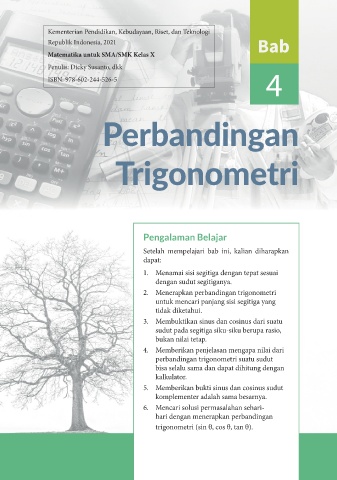 Kementerian Pendidikan, Kebudayaan, Riset, dan Teknologi
Republik Indonesia, 2021
Matematika untuk SMA/SMK Kelas X
Penulis: Dicky Susanto, dkk
ISBN: 978-602-244-526-5
Bab
4
Perbandingan
Trigonometri
Pengalaman Belajar
Setelah mempelajari bab ini, kalian diharapkan
dapat:
1. Menamai sisi segitiga dengan tepat sesuai
dengan sudut segitiganya.
2. Menerapkan perbandingan trigonometri
untuk mencari panjang sisi segitiga yang
tidak diketahui.
3. Membuktikan sinus dan cosinus dari suatu
sudut pada segitiga siku-siku berupa rasio,
bukan nilai tetap.
4. Memberikan penjelasan mengapa nilai dari
perbandingan trigonometri suatu sudut
bisa selalu sama dan dapat dihitung dengan
kalkulator.
5. Memberikan bukti sinus dan cosinus sudut
komplementer adalah sama besarnya.
6. Mencari solusi permasalahan sehari-
hari dengan menerapkan perbandingan
trigonometri (sin θ, cos θ, tan θ).